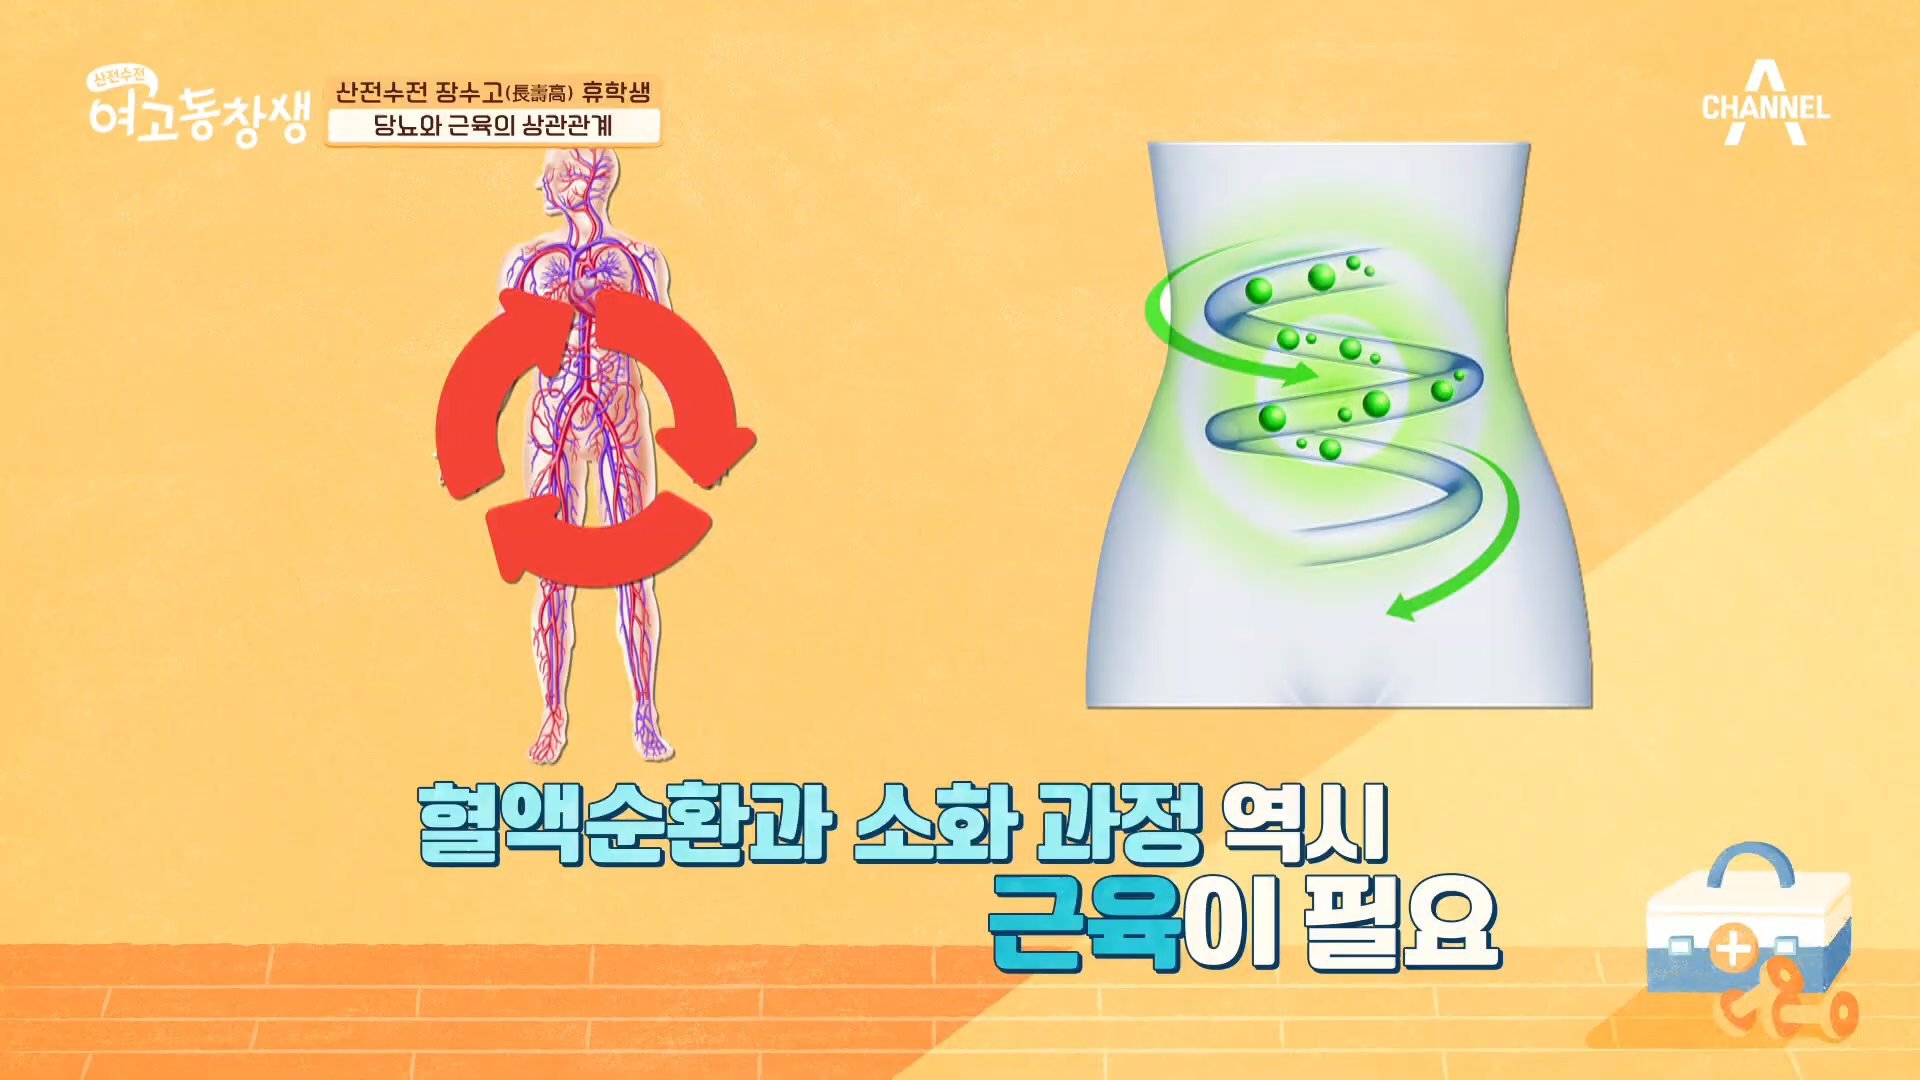 산전수전
여고동창생
산전수전 장수고(長壽高) 휴학생
당뇨와 근육의 상관관계
CHANNEL A
혈액순환과 소화 과정 역시
근육이 필요